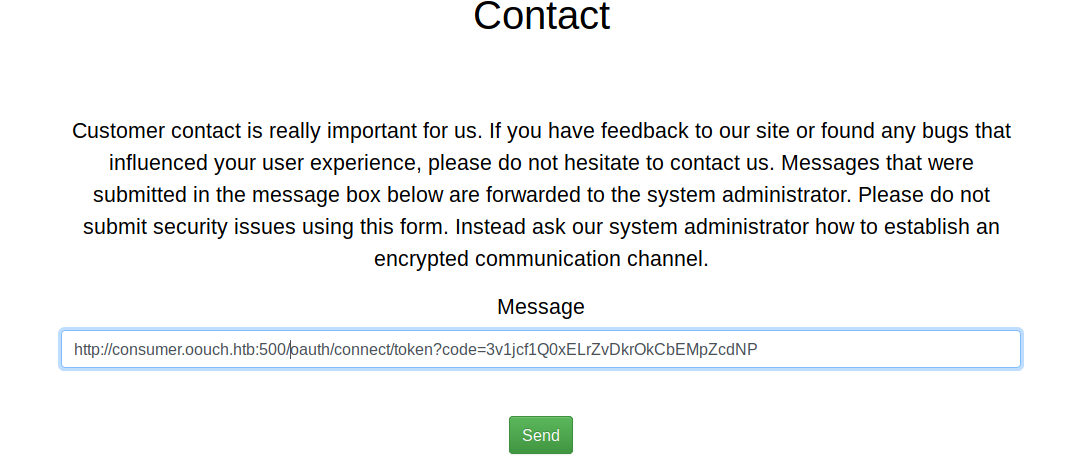 Contact
Customer contact is really important for us. If you have feedback to our site or found any bugs that
influenced your user experience, please do not hesitate to contact us. Messages that were
submitted in the message box below are forwarded to the system administrator. Please do not
submit security issues using this form. Instead ask our system administrator how to establish an
encrypted communication channel.
Message
http://consumer.oouch.htb:500/oauth/connect/token?code=3v1jcf1Q0xELrZvDkrOkCbEMpZcdNP
Send